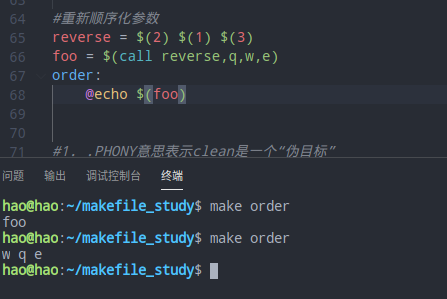 64
65 #重新顺序化参数
65 reverse = $(2) $(1) $(3)
66 foo = $(call reverse,q,w,e)
67 order:
68 @echo $(foo)
69
70
71 #1. .PHONY意思表示clean是一个“伪目标”
问题 输出 调试控制台 终端
hao@hao:~/makefile_study$ make order
foo
hao@hao:~/makefile_study$ make order
w q e
hao@hao:~/makefile_study$